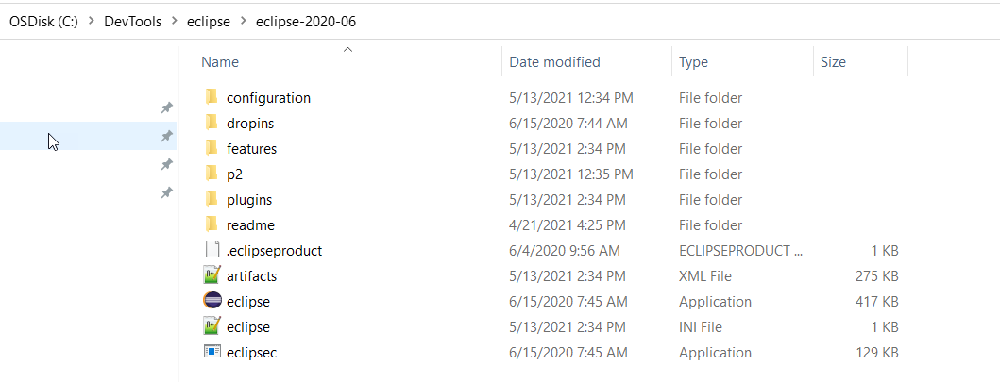 OSDisk (C:) > DevTools > eclipse > eclipse-2020-06
Name Date modified Type Size
configuration 5/13/2021 12:34 PM File folder
dropins 6/15/2020 7:44 AM File folder
features 5/13/2021 2:34 PM File folder
p2 5/13/2021 12:35 PM File folder
plugins 5/13/2021 2:34 PM File folder
readme 4/21/2021 4:25 PM File folder
.eclipseproduct 6/4/2020 9:56 AM ECLIPSEPRODUCT ... 1 KB
artifacts 5/13/2021 2:34 PM XML File 275 KB
eclipse 6/15/2020 7:45 AM Application 417 KB
eclipse 5/13/2021 2:34 PM INI File 1 KB
eclipsec 6/15/2020 7:45 AM Application 129 KB